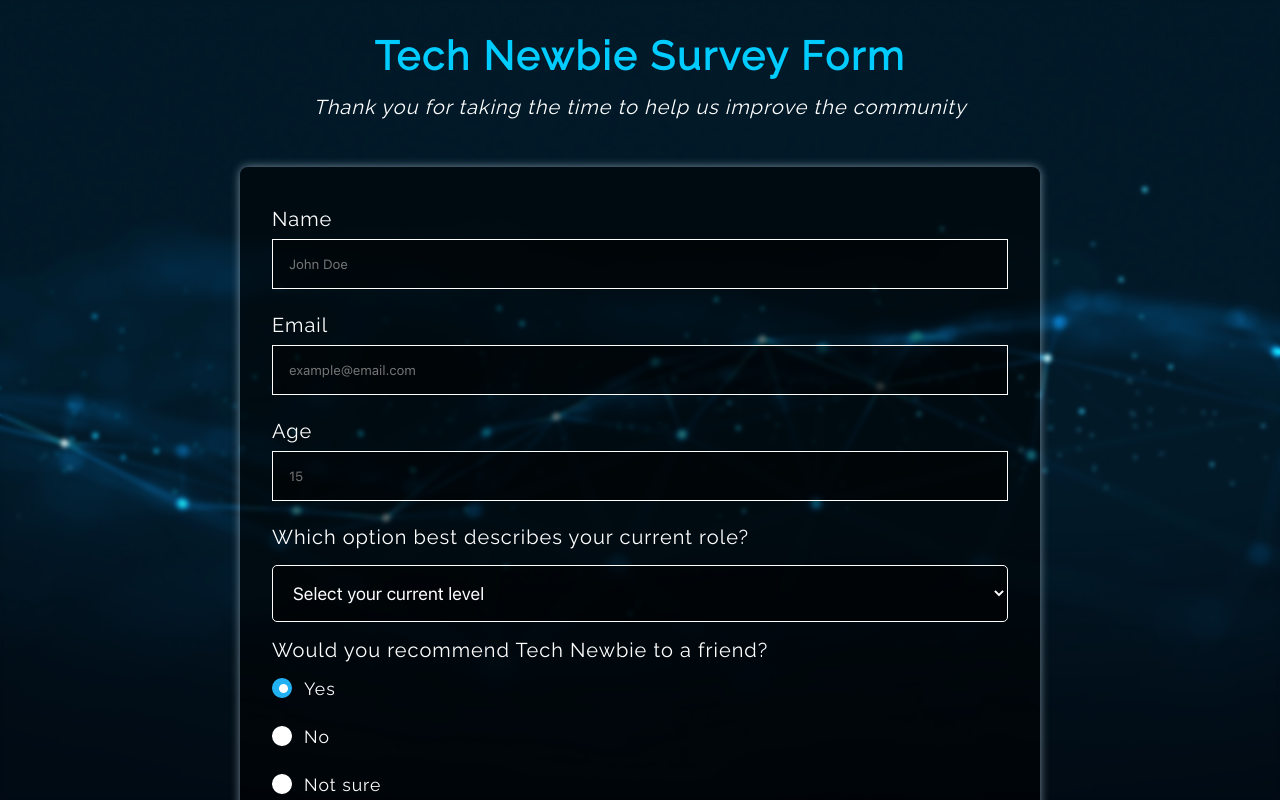 Tech Newbie Survey Form
Thank you for taking the time to help us improve the community
Name
John Doe
Email
example@email.com
Age
15
Which option best describes your current role?
Select your current level
Would you recommend Tech Newbie to a friend?
Yes
No
Not sure